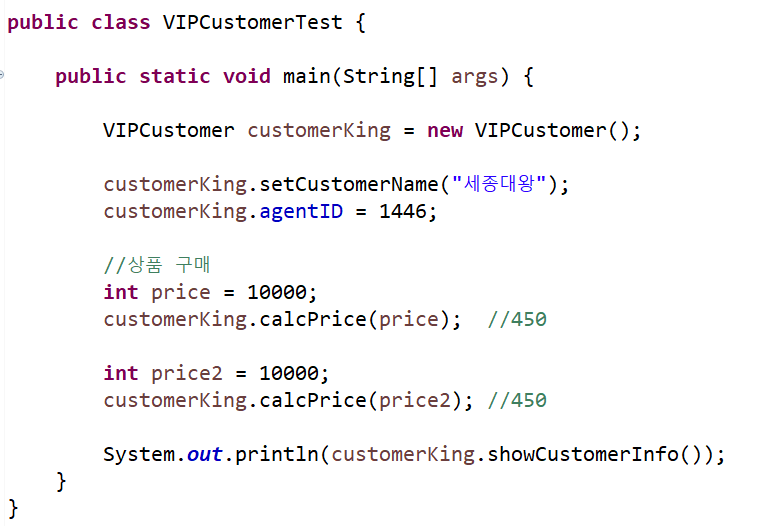 public class VIPCustomerTest {
public static void main(String[] args) {
VIPCustomer customerKing = new VIPCustomer();
customerKing.setCustomerName("세종대왕");
customerKing.agentID = 1446;
//상품 구매
int price = 10000;
customerKing.calcPrice(price);  //450
int price2 = 10000;
customerKing.calcPrice(price2); //450
System.out.println(customerKing.showCustomerInfo());
}
}